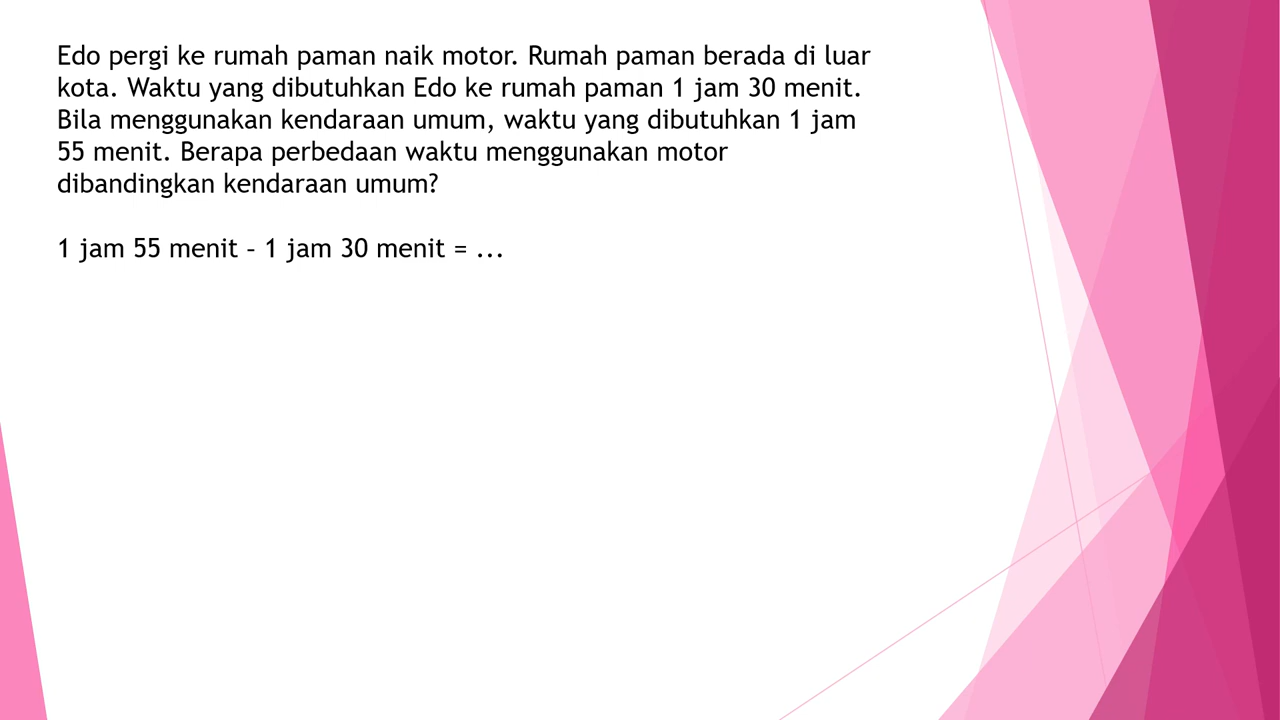 Edo pergi ke rumah paman naik motor. Rumah paman berada di luar
kota. Waktu yang dibutuhkan Edo ke rumah paman 1 jam 30 menit.
Bila menggunakan kendaraan umum, waktu yang dibutuhkan 1 jam
55 menit. Berapa perbedaan waktu menggunakan motor
dibandingkan kendaraan umum?
1 jam 55 menit – 1 jam 30 menit = ...